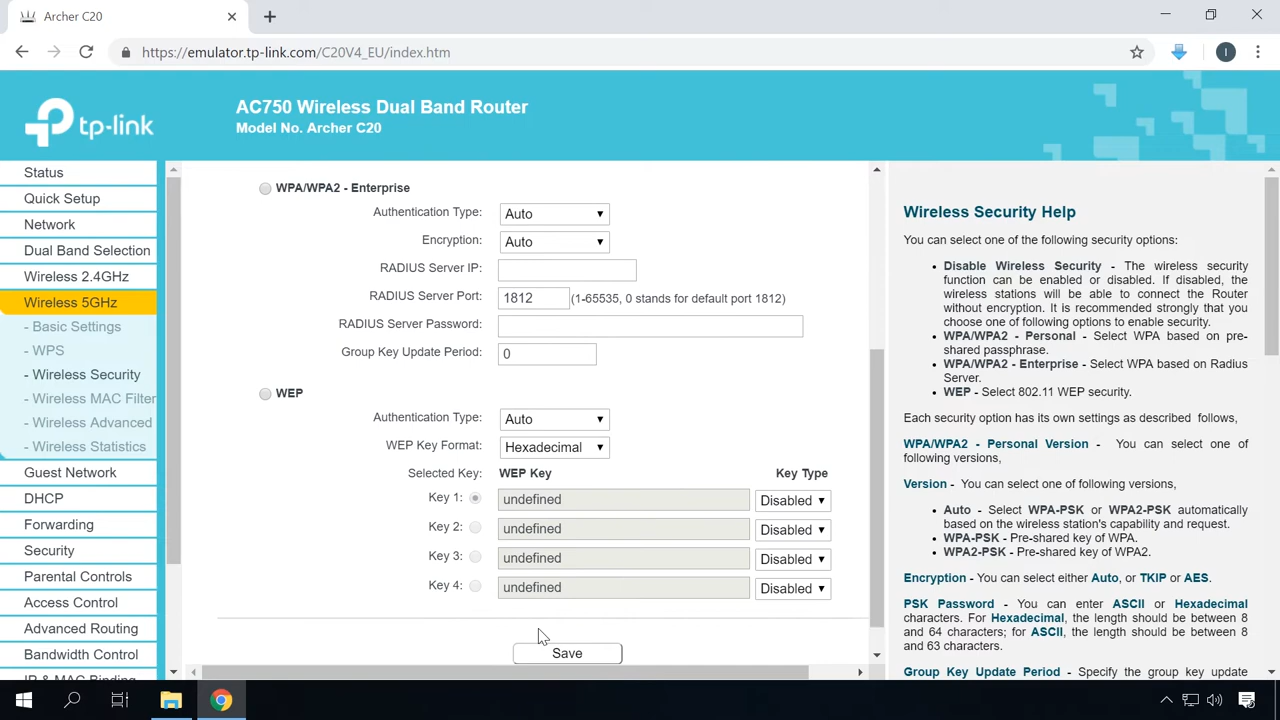 Archer C20
https://emulator.tp-link.com/C20V4_EU/index.htm
I
tp-link
AC750 Wireless Dual Band Router
Model No. Archer C20
Status
Quick Setup
Network
Dual Band Selection
Wireless 2.4GHz
Wireless 5GHz
- Basic Settings
- WPS
- Wireless Security
- Wireless MAC Filter
- Wireless Advanced
- Wireless Statistics
Guest Network
DHCP
Forwarding
Security
Parental Controls
Access Control
Advanced Routing
Bandwidth Control
IP & MAC Binding
WPA/WPA2 - Enterprise
Authentication Type: Auto
Encryption: Auto
RADIUS Server IP:
RADIUS Server Port: 1812 (1-65535, 0 stands for default port 1812)
RADIUS Server Password:
Group Key Update Period: 0
WEP
Authentication Type: Auto
WEP Key Format: Hexadecimal
Selected Key: WEP Key Key Type
Key 1: undefined Disabled
Key 2: undefined Disabled
Key 3: undefined Disabled
Key 4: undefined Disabled
Save
Wireless Security Help
You can select one of the following security options:
• Disable Wireless Security - The wireless security
function can be enabled or disabled. If disabled, the
wireless stations will be able to connect the Router
without encryption. It is recommended strongly that you
choose one of following options to enable security.
• WPA/WPA2 - Personal - Select WPA based on pre-
shared passphrase.
• WPA/WPA2 - Enterprise - Select WPA based on Radius
Server.
• WEP - Select 802.11 WEP security.
Each security option has its own settings as described follows,
WPA/WPA2 - Personal Version - You can select one of
following versions,
Version - You can select one of following versions,
• Auto - Select WPA-PSK or WPA2-PSK automatically
based on the wireless station's capability and request.
• WPA-PSK - Pre-shared key of WPA.
• WPA2-PSK - Pre-shared key of WPA2.
Encryption - You can select either Auto, or TKIP or AES.
PSK Password - You can enter ASCII or Hexadecimal
characters. For Hexadecimal, the length should be between 8
and 64 characters; for ASCII, the length should be between 8
and 63 characters.
Group Key Update Period - Specify the group key update